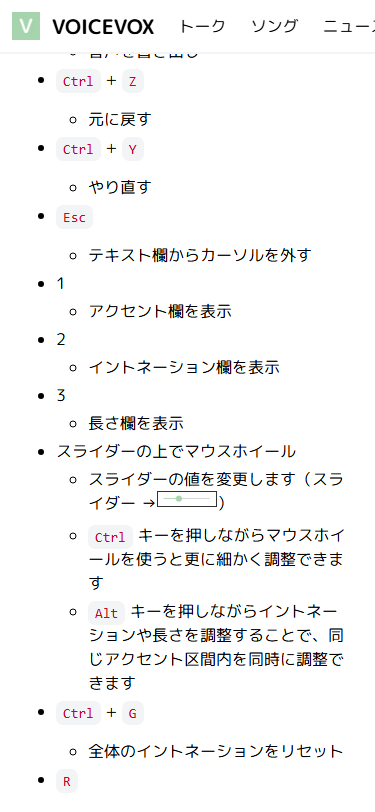 V VOICEVOX トーク ソング ニュース
Ctrl + Z
元に戻す
Ctrl + Y
やり直す
Esc
テキスト欄からカーソルを外す
1
アクセント欄を表示
2
イントネーション欄を表示
3
長さ欄を表示
スライダーの上でマウスホイール
スライダーの値を変更します（スラ
イダー →）
Ctrl キーを押しながらマウスホイ
ールを使うと更に細かく調整できま
す
Alt キーを押しながらイントネー
ションや長さを調整することで、同
じアクセント区間内を同時に調整で
きます
Ctrl + G
全体のイントネーションをリセット
R